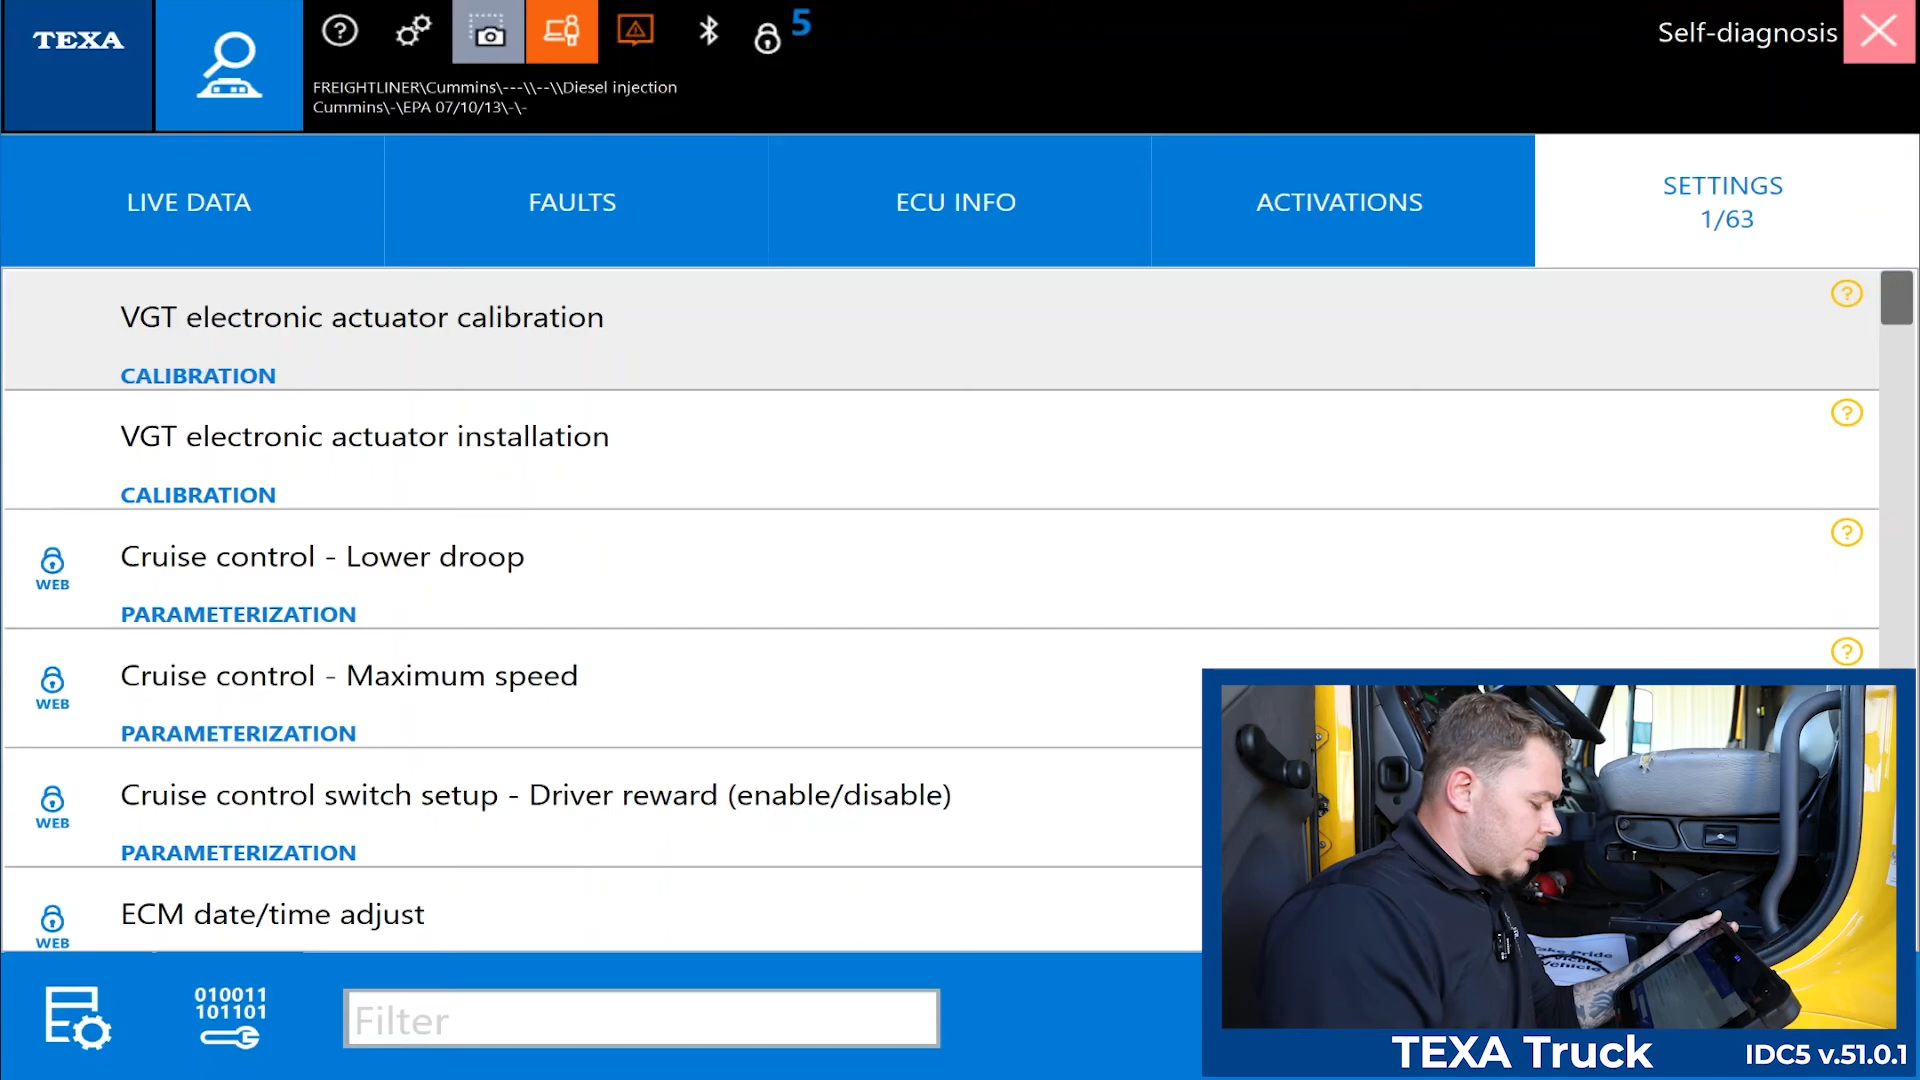 TEXA
5
Self-diagnosis
FREIGHTLINER\Cummins\---\\--\\Diesel injection
Cummins\-\EPA 07/10/13\-\-
LIVE DATA
FAULTS
ECU INFO
ACTIVATIONS
SETTINGS
1/63
VGT electronic actuator calibration
CALIBRATION
VGT electronic actuator installation
CALIBRATION
WEB
Cruise control - Lower droop
PARAMETERIZATION
WEB
Cruise control - Maximum speed
PARAMETERIZATION
WEB
Cruise control switch setup - Driver reward (enable/disable)
PARAMETERIZATION
WEB
ECM date/time adjust
010011
101101
Filter
Take Pride
Vehicle
TEXA Truck
IDC5 v.51.0.1